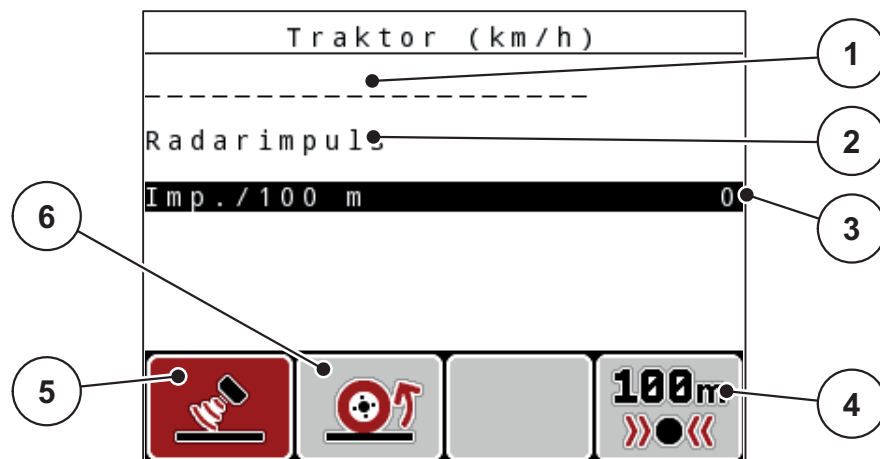 Traktor (km/h)
1
--------------------
Radarimpuls
2
Imp./100 m 0
3
6
5
100m
4